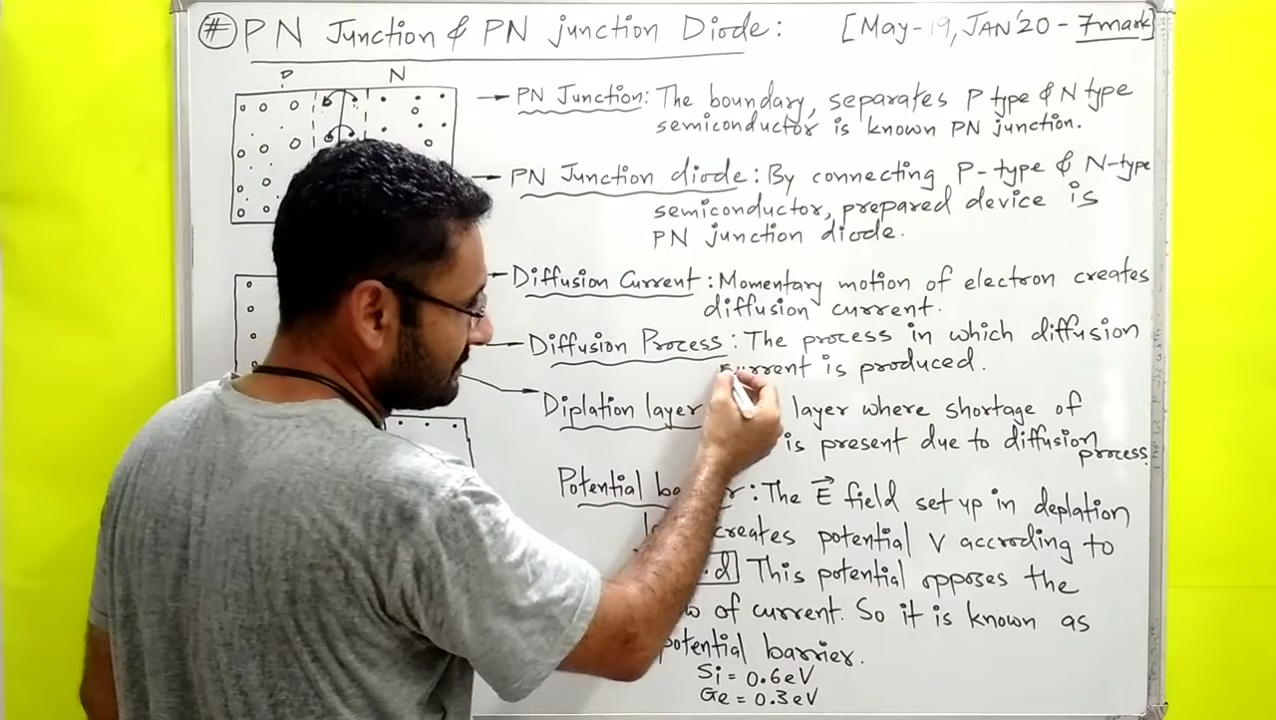 # PN Junction & PN junction Diode : [May-19, JAN'20 - 7mark]
P N
→ PN Junction: The boundary, separates P type & N type
semiconductor is known PN junction.
→ PN Junction diode: By connecting P-type & N-type
semiconductor, prepared device is
PN junction diode.
Diffusion Current: Momentary motion of electron creates
diffusion current.
Diffusion Process: The process in which diffusion
current is produced.
Diplation layer layer where shortage of
is present due to diffusion
process.
Potential : The E⃗ field set up in deplation
creates potential V accroding to
.d This potential opposes the
of current. So it is known as
potential barrier.
Si = 0.6eV
Ge = 0.3eV